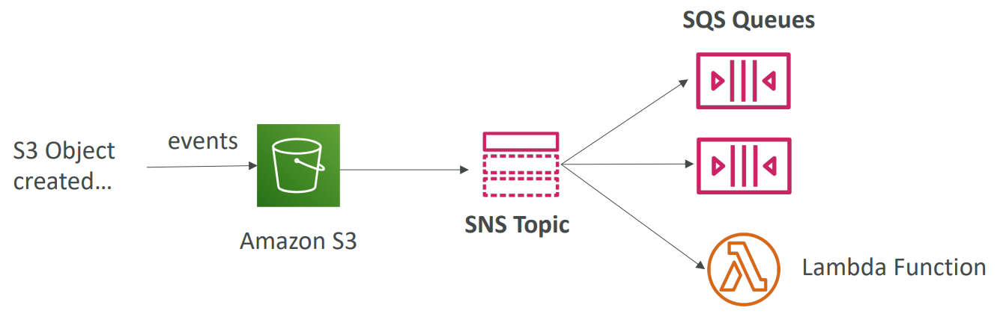 SQS Queues
events
S3 Object
created...
Amazon S3
SNS Topic
Lambda Function